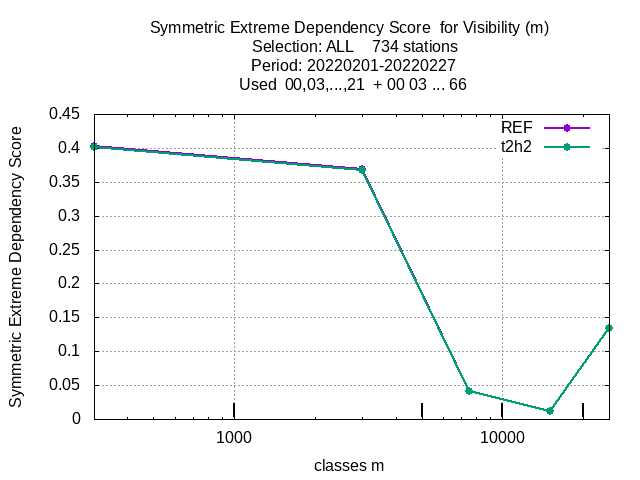 Symmetric Extreme Dependency Score  for Visibility (m)
Selection: ALL    734 stations
Period: 20220201-20220227
Used  00,03,...,21  + 00 03 ... 66
REF
t2h2
Symmetric Extreme Dependency Score
0.45
0.4
0.35
0.3
0.25
0.2
0.15
0.1
0.05
0
1000
10000
classes m